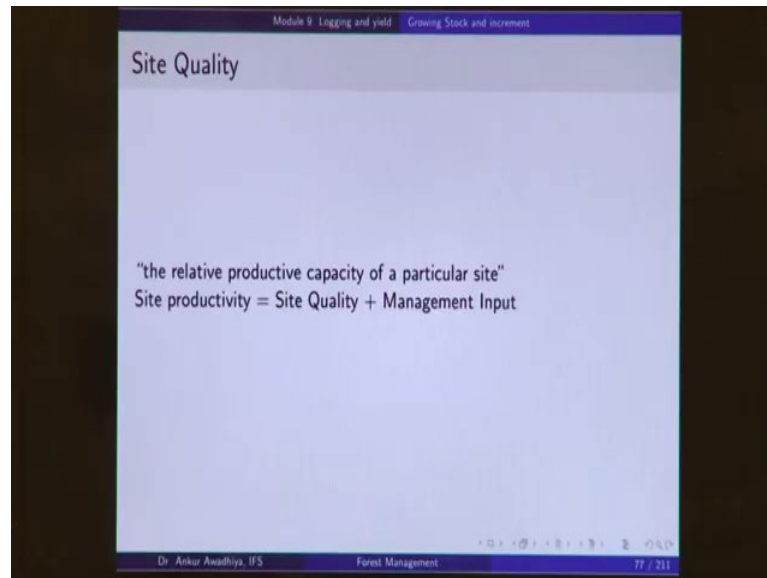 Module 9 Logging and yield Growing Stock and increment
Site Quality
"the relative productive capacity of a particular site"
Site productivity = Site Quality + Management Input
Dr Ankur Awadhiya, IFS Forest Management 77 / 211